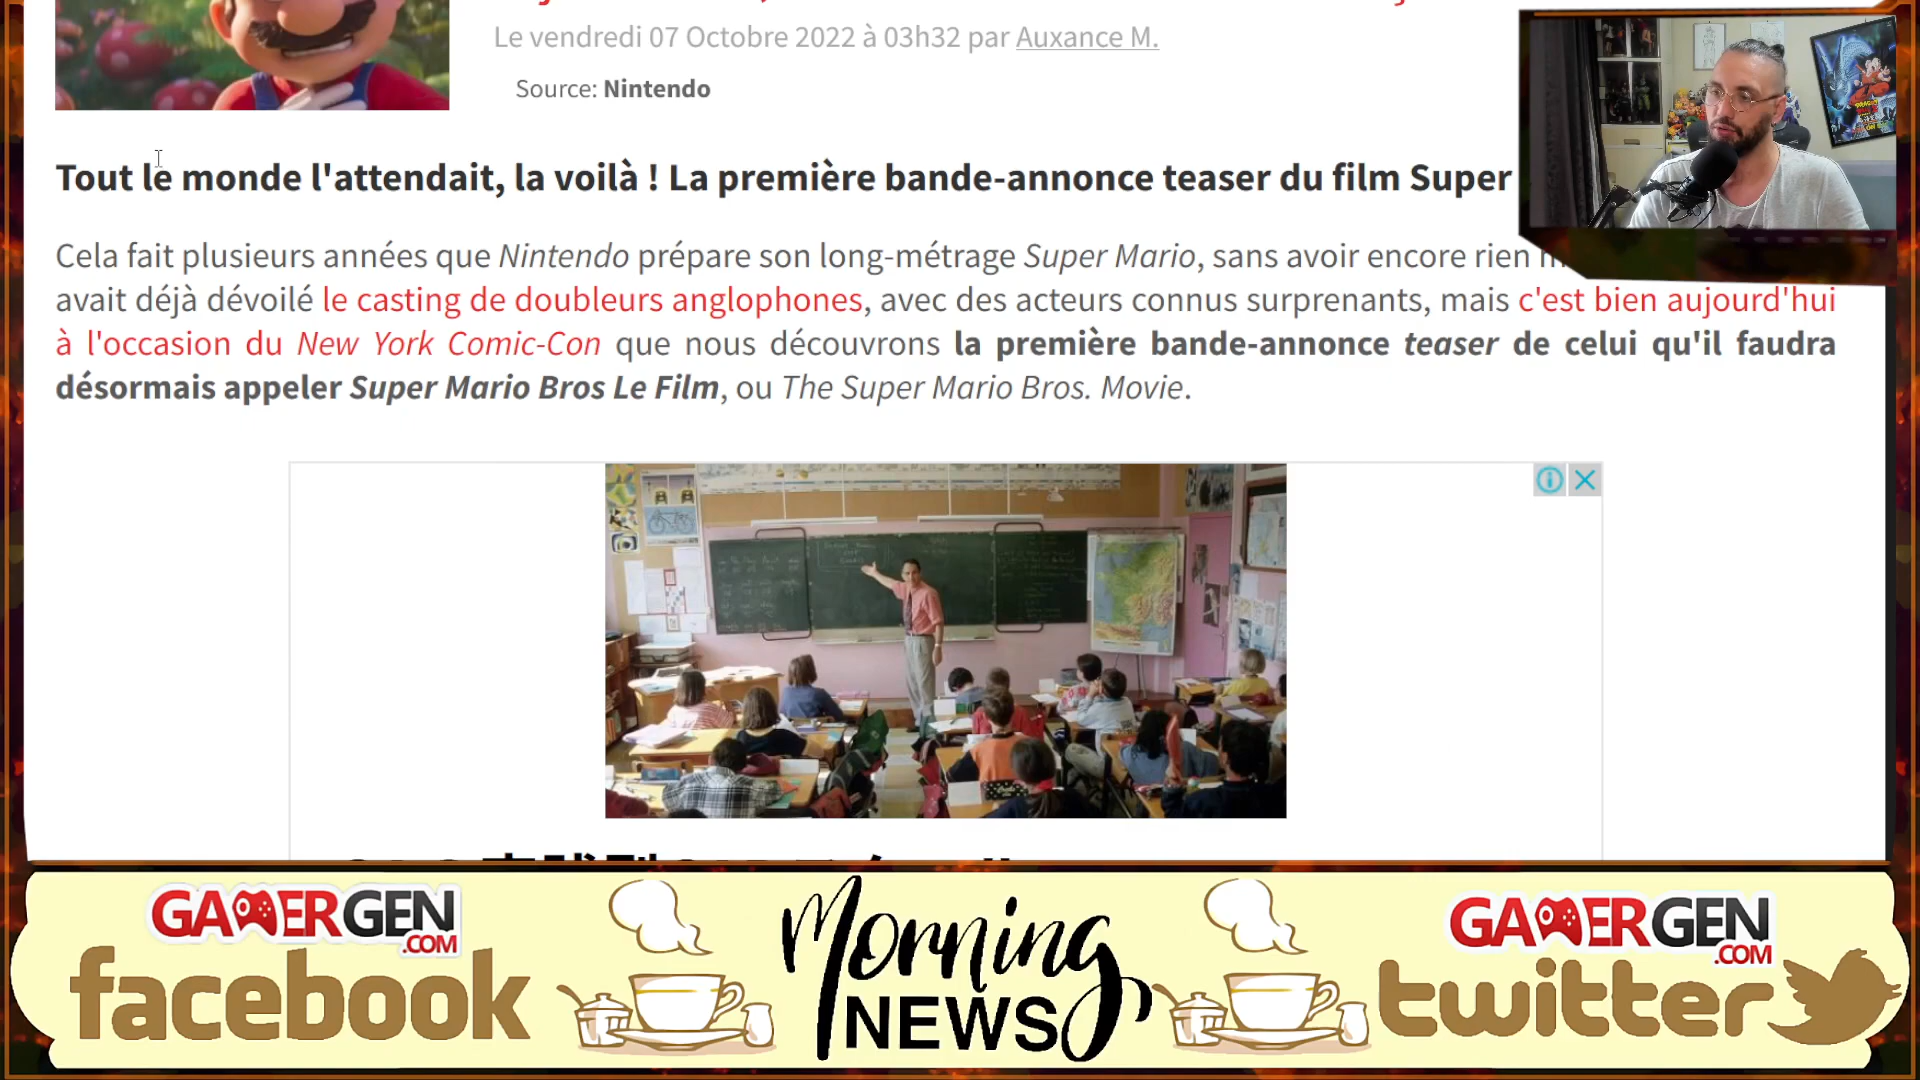 Le vendredi 07 Octobre 2022 à 03h32 par Auxance M.
Source: Nintendo
Tout le monde l'attendait, la voilà ! La première bande-annonce teaser du film Super
Cela fait plusieurs années que Nintendo prépare son long-métrage Super Mario, sans avoir encore rien
avait déjà dévoilé le casting de doubleurs anglophones, avec des acteurs connus surprenants, mais c'est bien aujourd'hui
à l'occasion du New York Comic-Con que nous découvrons la première bande-annonce teaser de celui qu'il faudra
désormais appeler Super Mario Bros Le Film, ou The Super Mario Bros. Movie.
GAMERGEN.COM
facebook
Morning
NEWS
GAMERGEN.COM
twitter